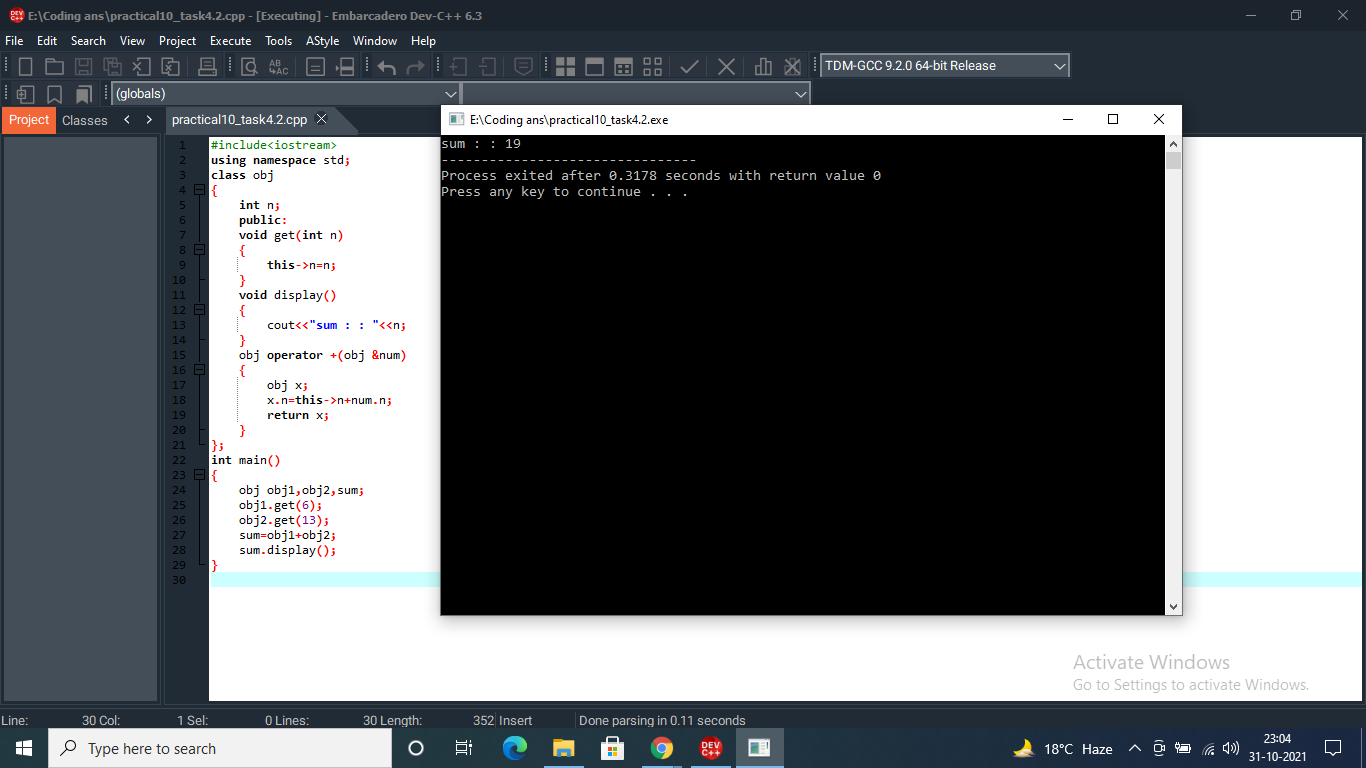 E:\Coding ans\practical10_task4.2.cpp - [Executing] - Embarcadero Dev-C++ 6.3
File Edit Search View Project Execute Tools AStyle Window Help
TDM-GCC 9.2.0 64-bit Release
(globals)
Project Classes
practical10_task4.2.cpp
1 #include<iostream>
2 using namespace std;
3 class obj
4 {
5 int n;
6 public:
7 void get(int n)
8 {
9 this->n=n;
10 }
11 void display()
12 {
13 cout<<"sum : : "<<n;
14 }
15 obj operator +(obj &num)
16 {
17 obj x;
18 x.n=this->n+num.n;
19 return x;
20 }
21 };
22 int main()
23 {
24 obj obj1,obj2,sum;
25 obj1.get(6);
26 obj2.get(13);
27 sum=obj1+obj2;
28 sum.display();
29 }
30
E:\Coding ans\practical10_task4.2.exe
sum : : 19
--------------------------------
Process exited after 0.3178 seconds with return value 0
Press any key to continue . . .
Activate Windows
Go to Settings to activate Windows.
Line: 30 Col: 1 Sel: 0 Lines: 30 Length: 352 Insert Done parsing in 0.11 seconds
Type here to search
DEV C++
18°C Haze
23:04
31-10-2021